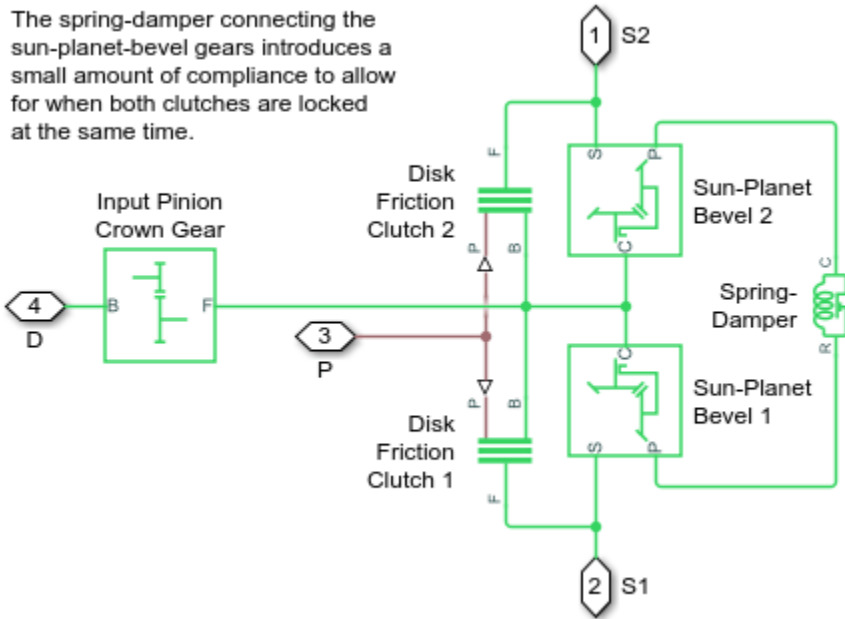 The spring-damper connecting the
sun-planet-bevel gears introduces a
small amount of compliance to allow
for when both clutches are locked
at the same time.
1
S2
F
S
P
Disk
Friction
Clutch 2
Sun-Planet
Bevel 2
Input Pinion
Crown Gear
P
B
C
C
4
B
F
D
Spring-
Damper
3
P
R
C
P
B
Sun-Planet
Bevel 1
Disk
Friction
Clutch 1
S
P
F
2
S1